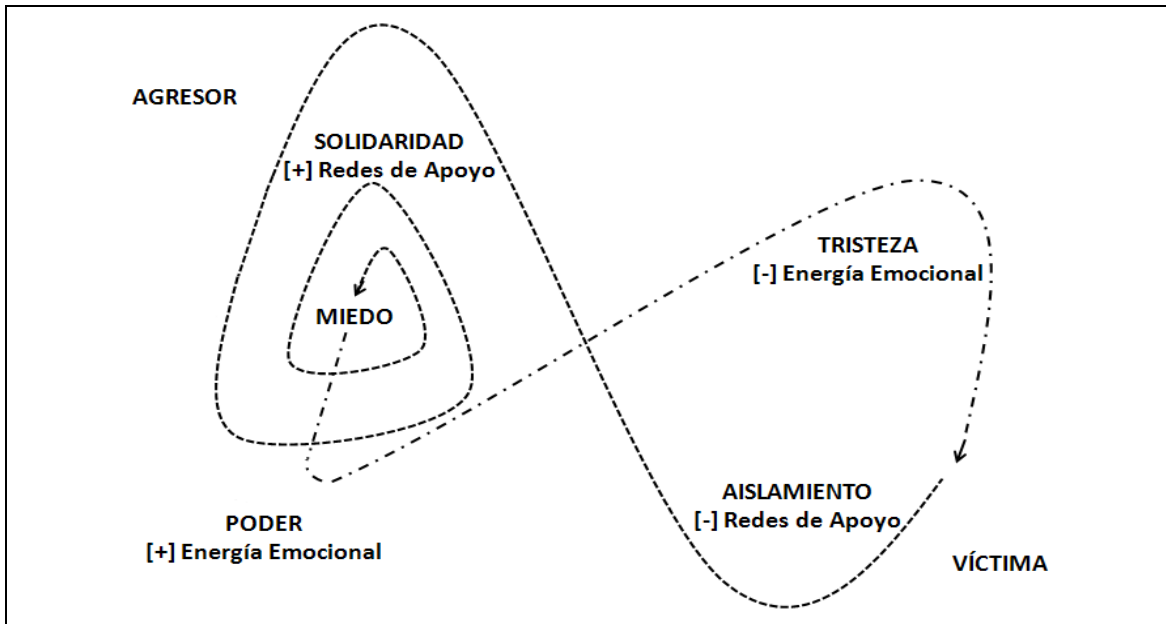 AGRESOR
SOLIDARIDAD
[+] Redes de Apoyo
MIEDO
PODER
[+] Energía Emocional
TRISTEZA
[-] Energía Emocional
AISLAMIENTO
[-] Redes de Apoyo
VÍCTIMA